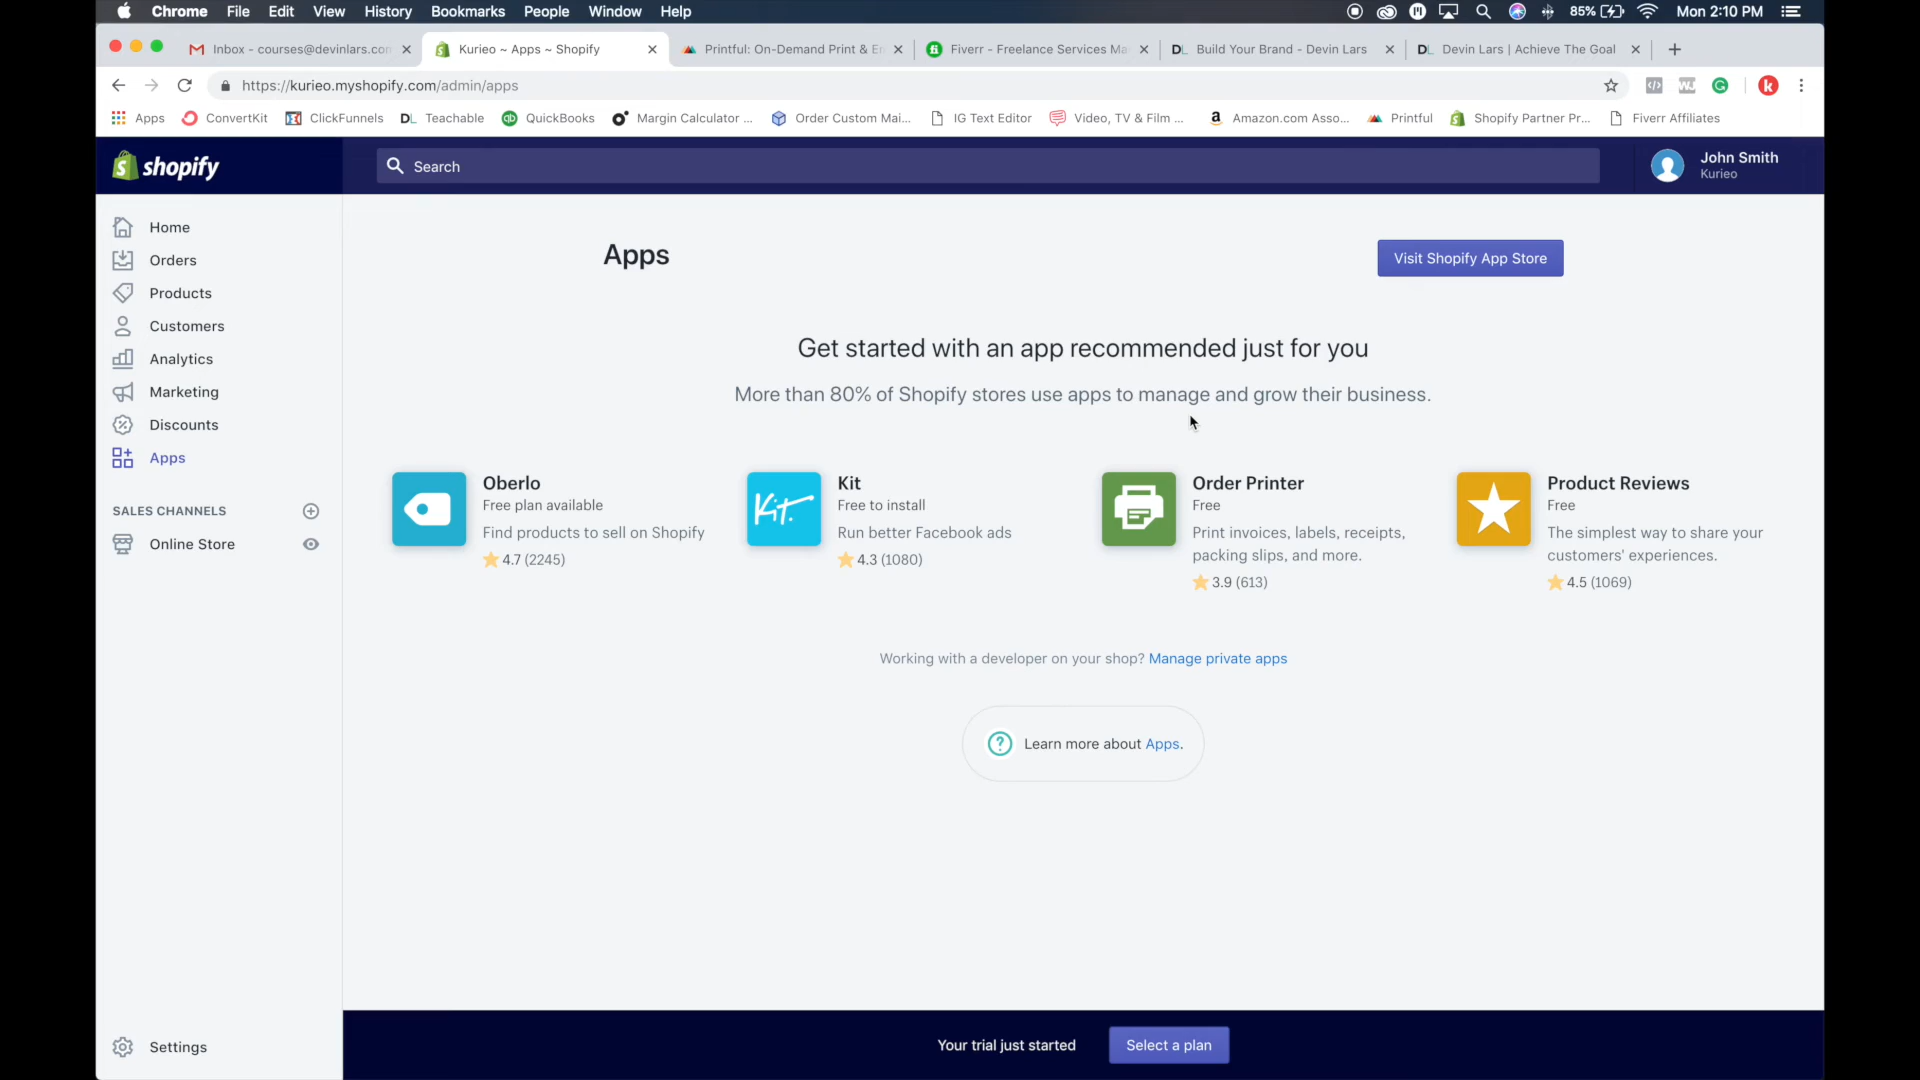 Chrome File Edit View History Bookmarks People Window Help 85% Mon 2:10 PM
Inbox - courses@devinlars.con Kurieo ~ Apps ~ Shopify Printful: On-Demand Print & E Fiverr - Freelance Services Ma DL Build Your Brand - Devin Lars DL Devin Lars | Achieve The Goal
https://kurieo.myshopify.com/admin/apps k
Apps ConvertKit ClickFunnels DL Teachable qb QuickBooks Margin Calculator ... Order Custom Mai... IG Text Editor Video, TV & Film ... a Amazon.com Asso... Printful Shopify Partner Pr... Fiverr Affiliates
shopify
Search
John Smith
Kurieo
Home
Orders
Products
Customers
Analytics
Marketing
Discounts
Apps
SALES CHANNELS
Online Store
Settings
Apps
Visit Shopify App Store
Get started with an app recommended just for you
More than 80% of Shopify stores use apps to manage and grow their business.
Oberlo
Free plan available
Find products to sell on Shopify
4.7 (2245)
Kit.
Kit
Free to install
Run better Facebook ads
4.3 (1080)
Order Printer
Free
Print invoices, labels, receipts,
packing slips, and more.
3.9 (613)
Product Reviews
Free
The simplest way to share your
customers' experiences.
4.5 (1069)
Working with a developer on your shop? Manage private apps
? Learn more about Apps.
Your trial just started
Select a plan